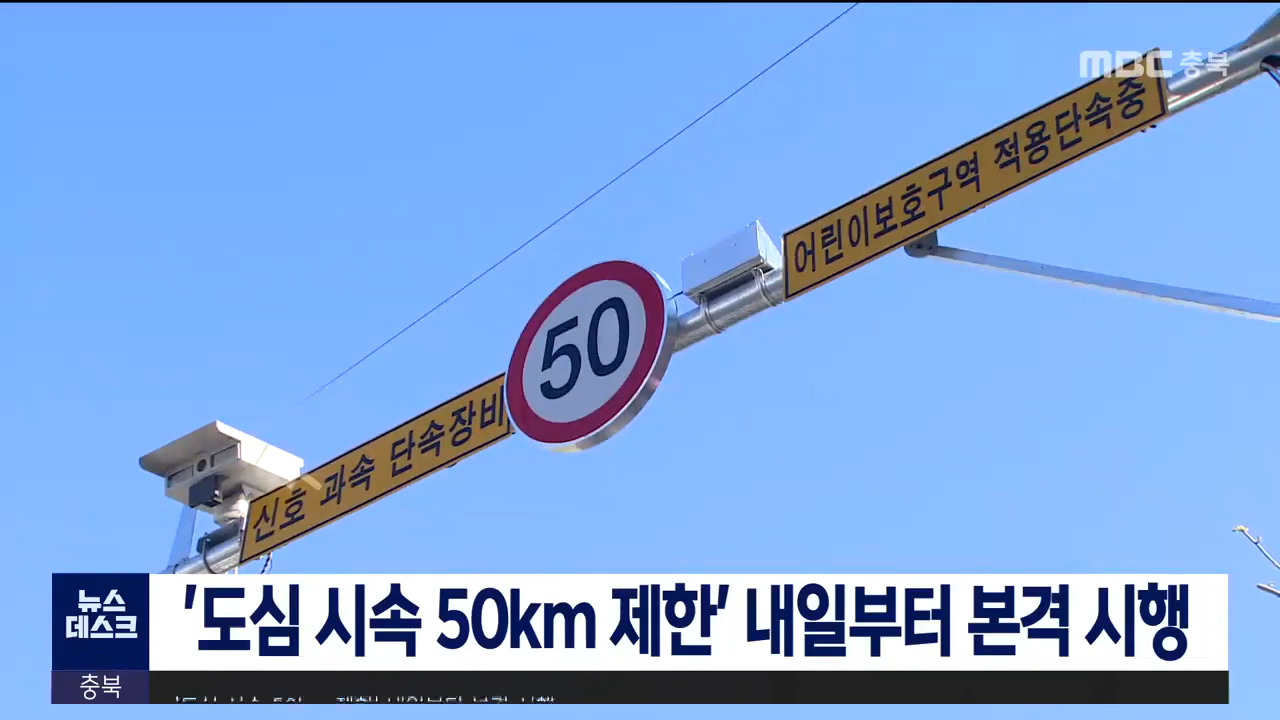 MBC 충북
어린이보호구역 적용단속중
50
신호 과속 단속장비
뉴스
데스크
'도심 시속 50km 제한' 내일부터 본격 시행
충북